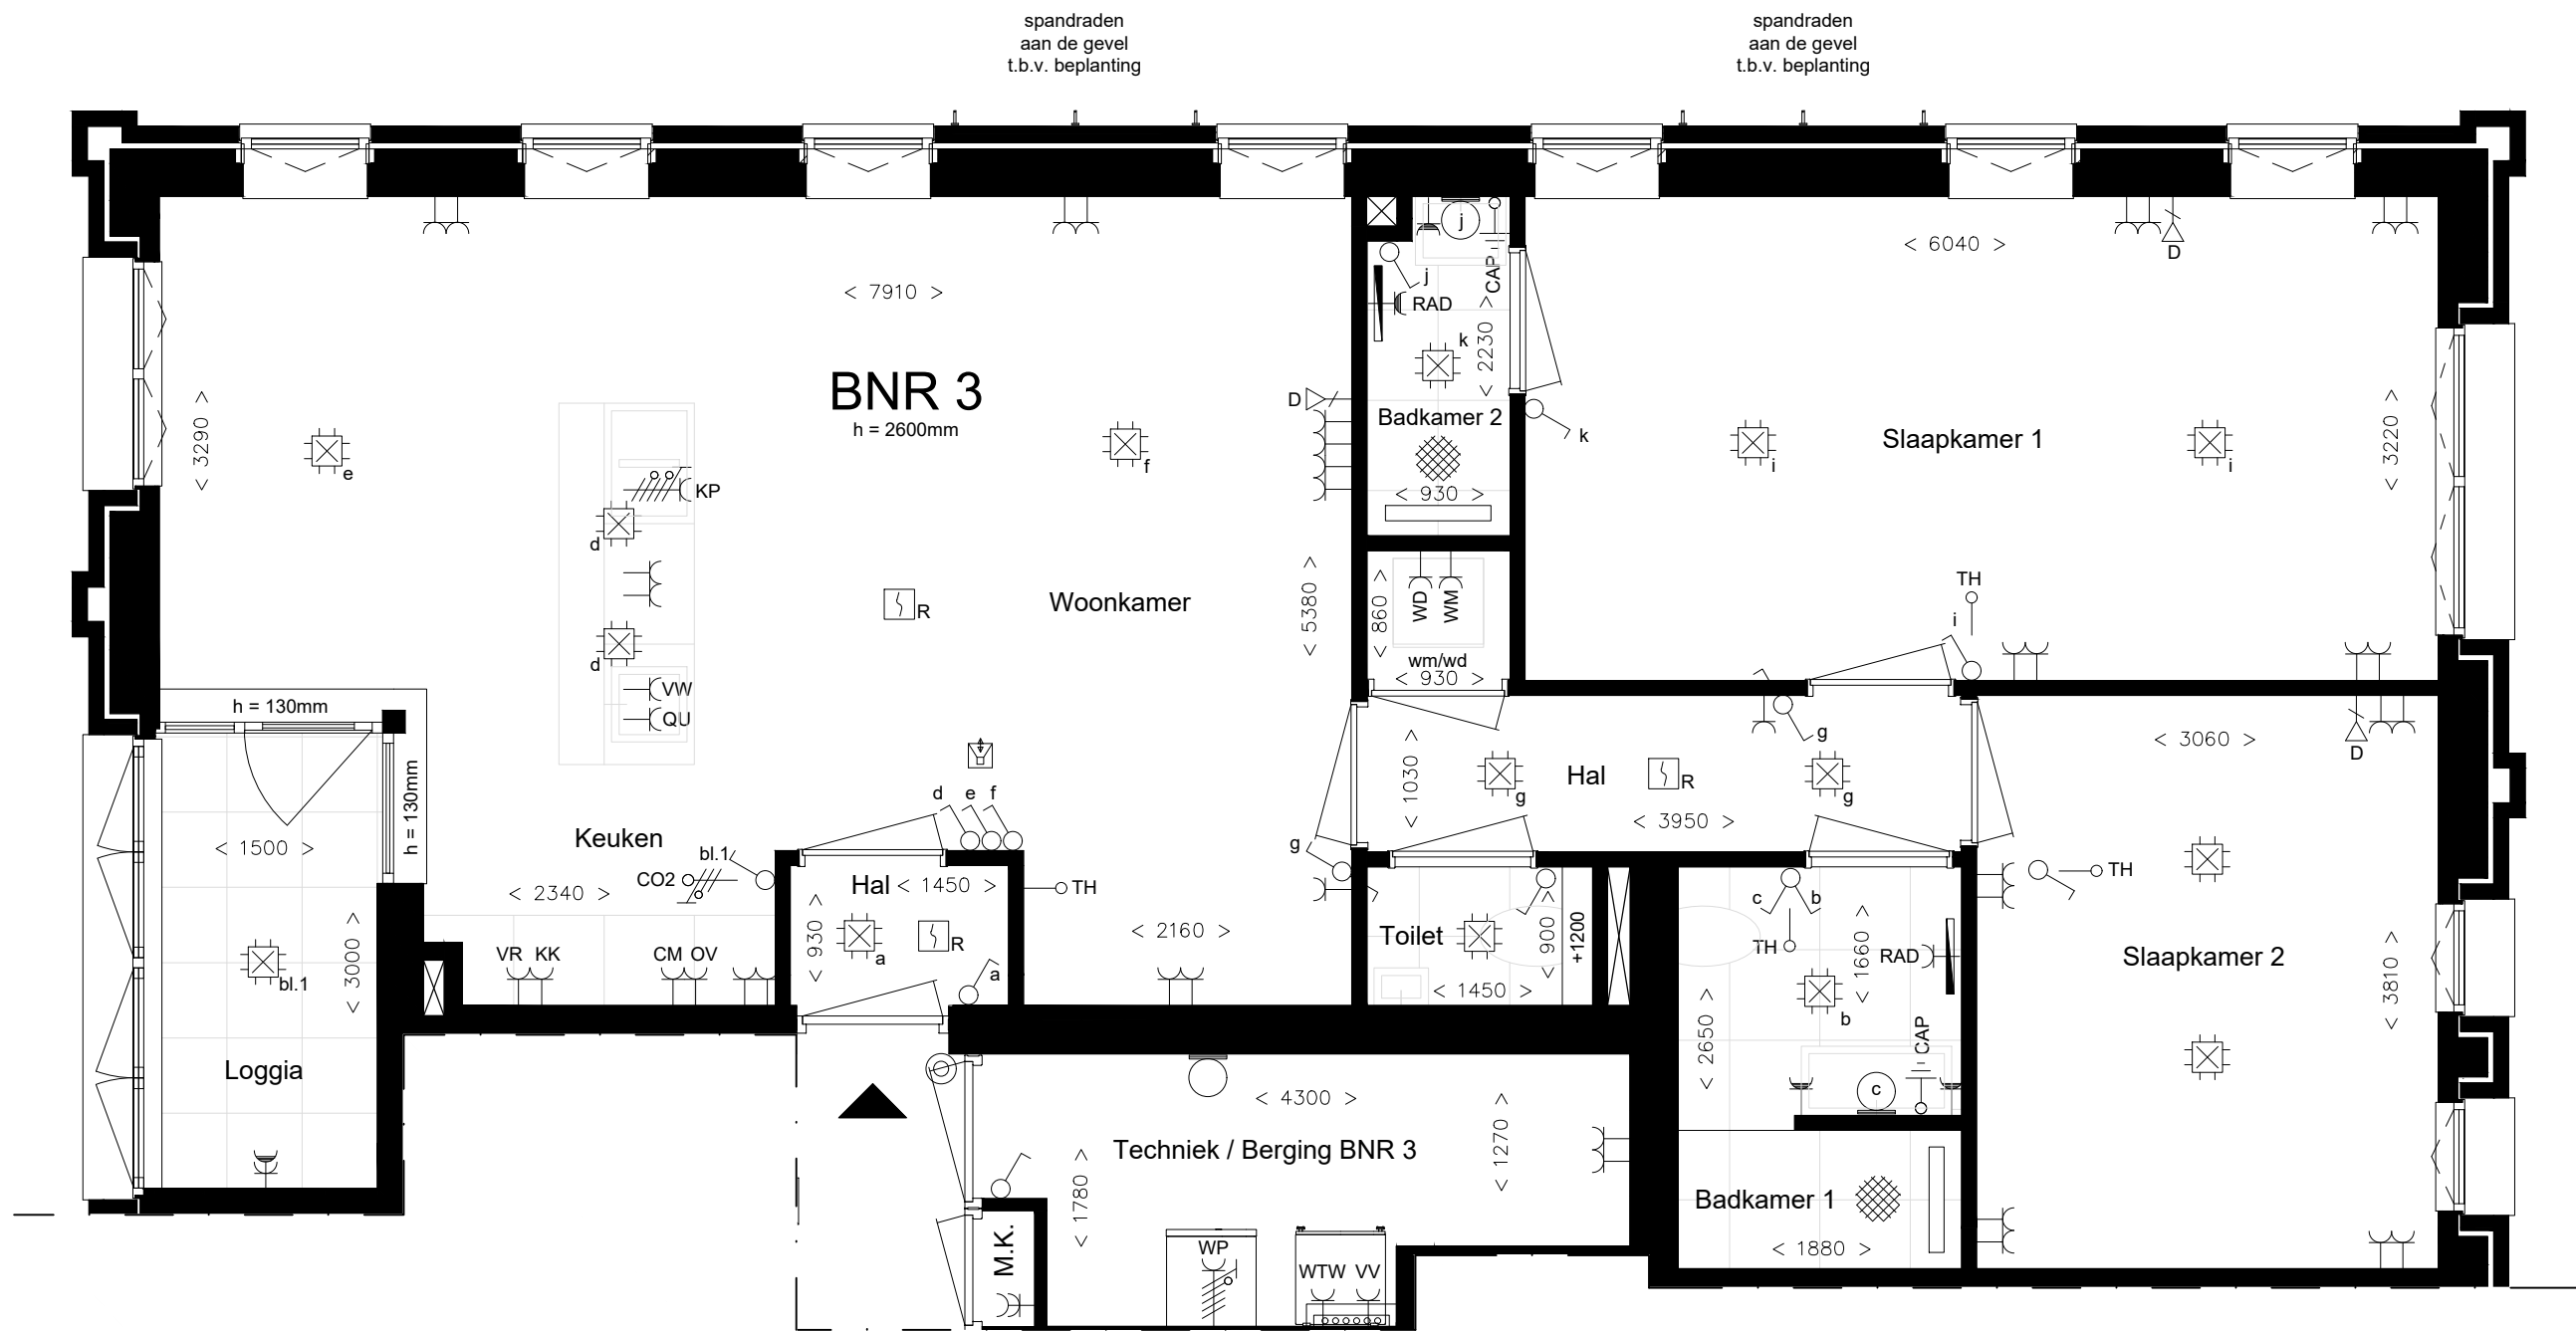 spandraden
aan de gevel
t.b.v. beplanting
spandraden
aan de gevel
t.b.v. beplanting
j
CAP
< 6040 >
D
j
< 7910 >
RAD
k
< 2230 >
BNR 3
h = 2600mm
D
Badkamer 2
k
< 3290 >
e
f
Slaapkamer 1
i
i
< 3220 >
KP
< 930 >
d
TH
< 5380 >
< 860 >
WD
WM
R
Woonkamer
i
d
wm/wd
< 930 >
VW
QU
h = 130mm
h = 130mm
g
< 3060 >
D
< 1030 >
Hal
g
R
g
d e f
< 3950 >
< 1500 >
Keuken
bl.1
g
CO2
Hal
< 1450 >
TH
c
b
TH
< 2340 >
< 3000 >
< 930 >
a
R
< 2160 >
Toilet
< 900 >
+1200
TH
< 1660 >
RAD
VR KK
CM OV
a
bl.1
< 1450 >
b
Slaapkamer 2
< 3810 >
Loggia
< 2650 >
CAP
c
< 4300 >
< 1270 >
Techniek / Berging BNR 3
< 1780 >
Badkamer 1
M.K.
WP
< 1880 >
WTW VV